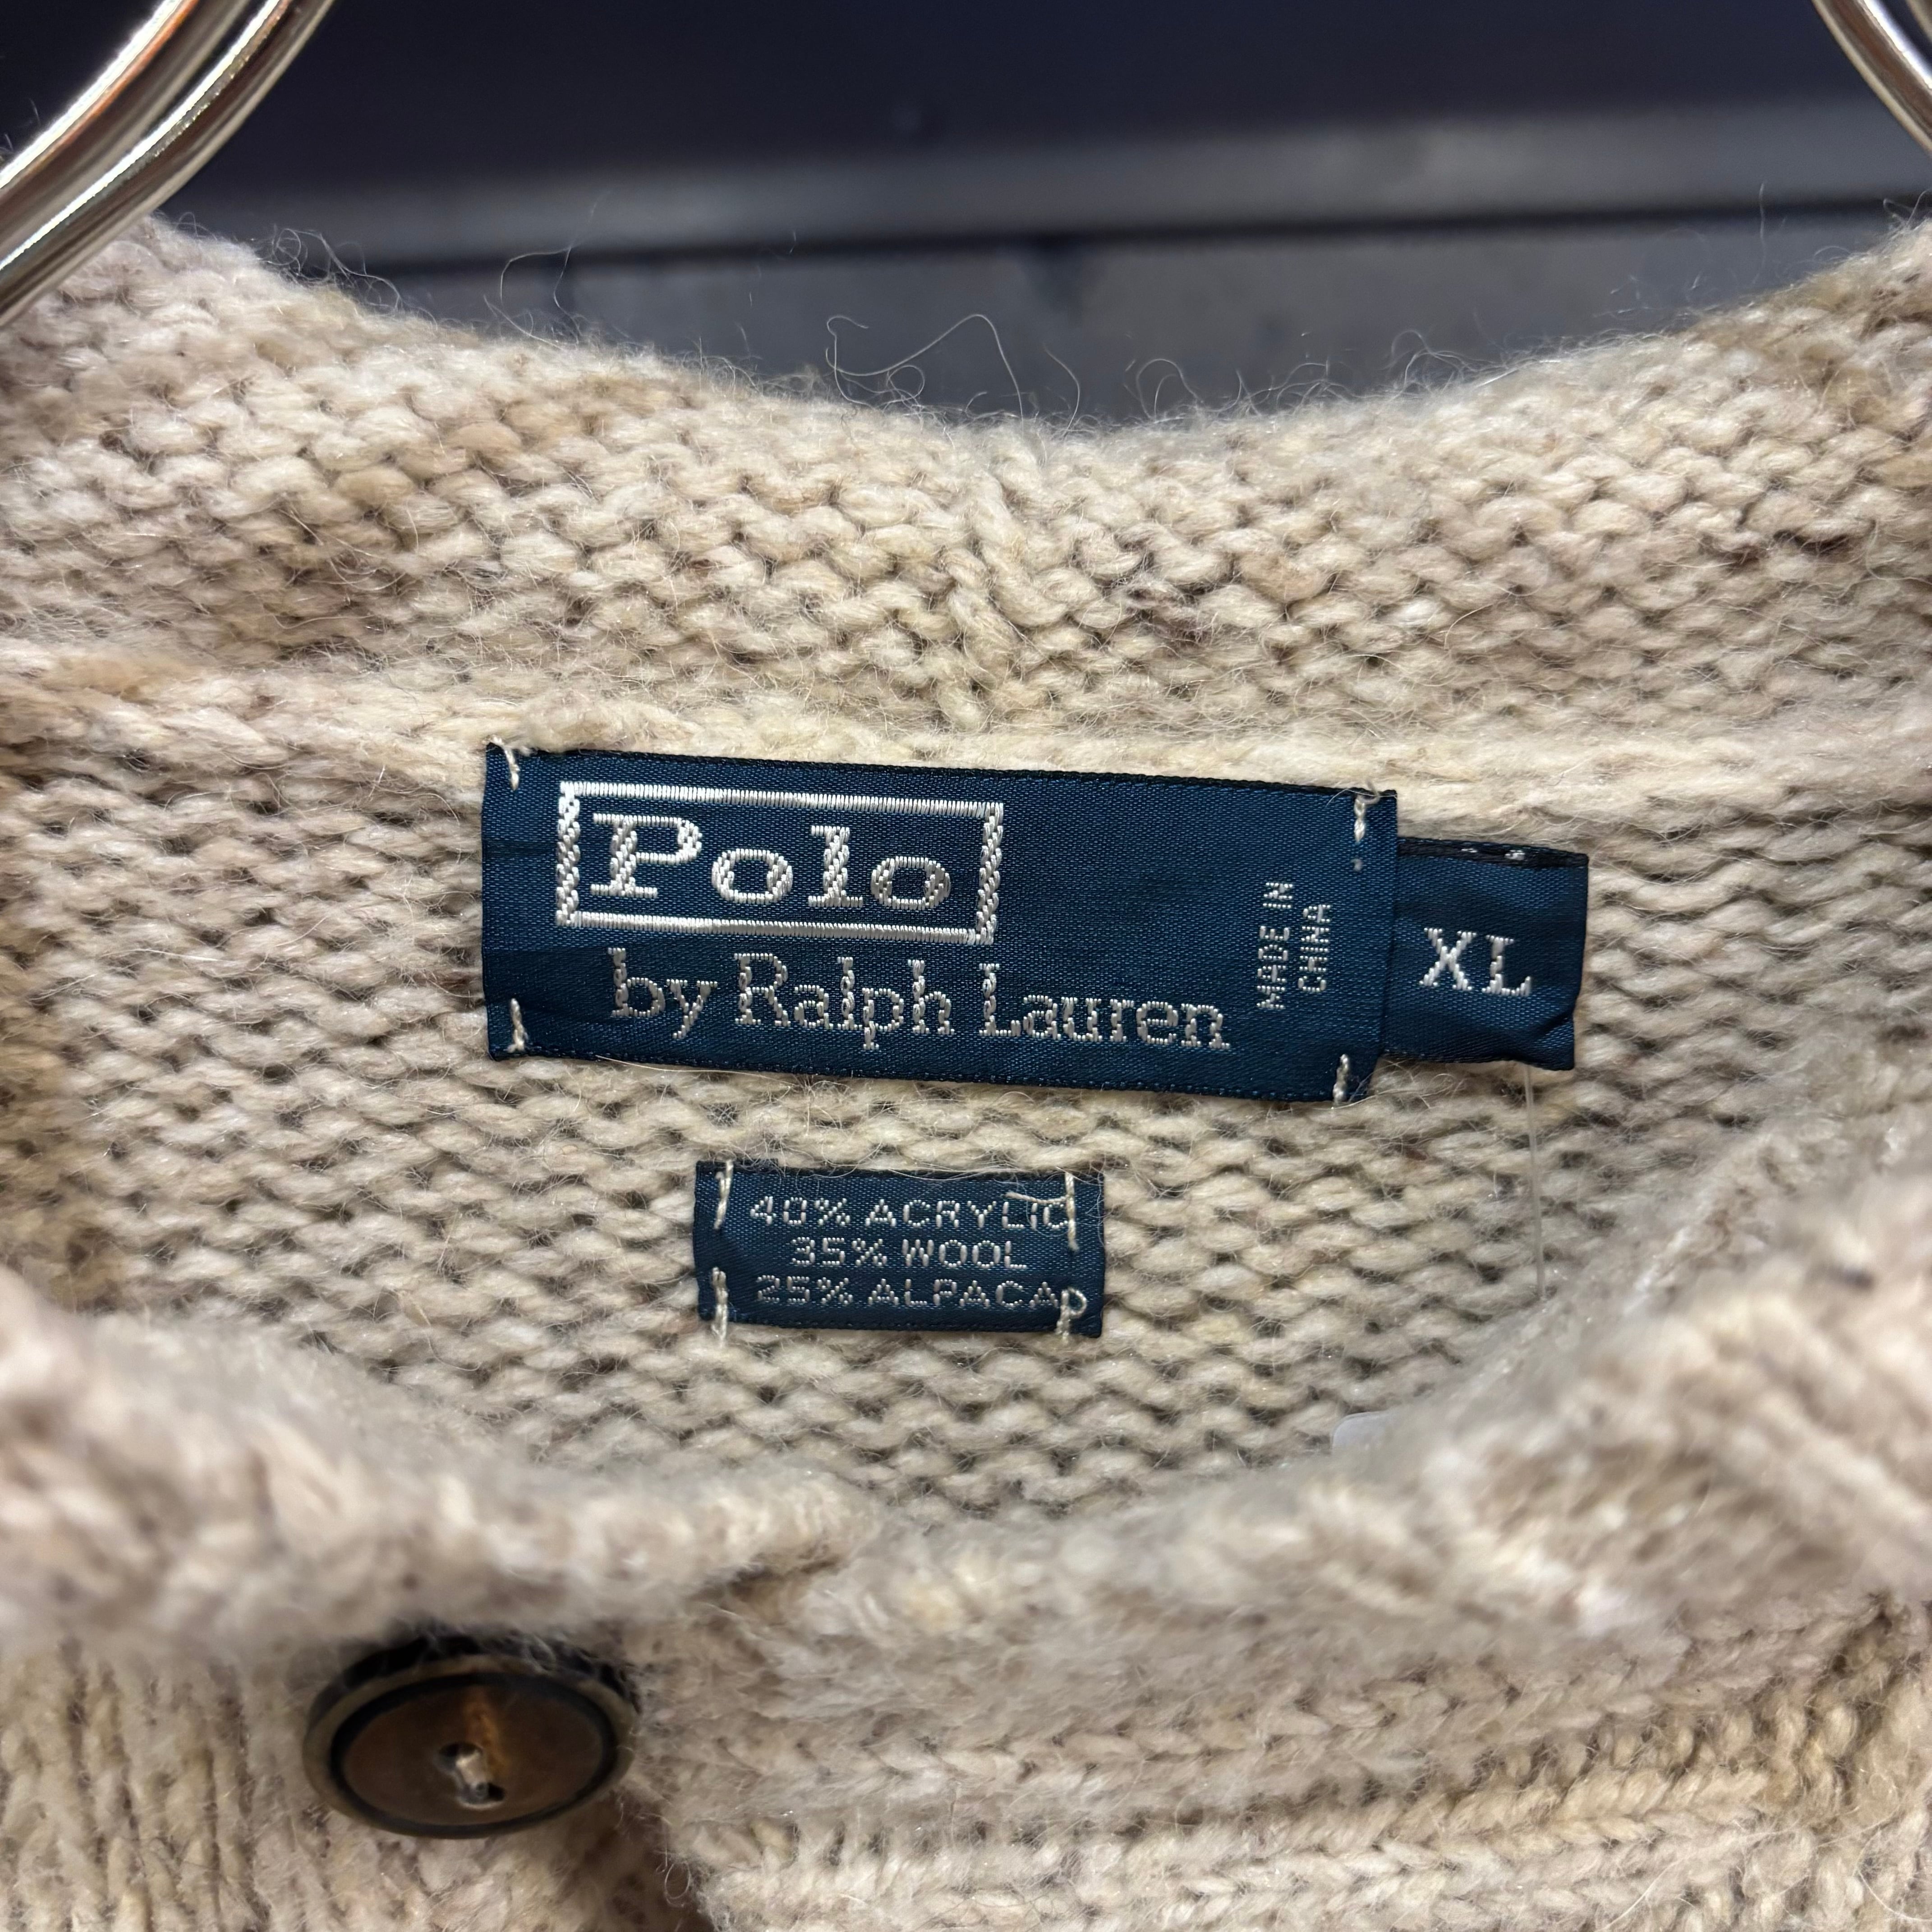 Polo
by Ralph Lauren
MADE IN
CHINA
XL
40% ACRYLIC
35% WOOL
25% ALPACA